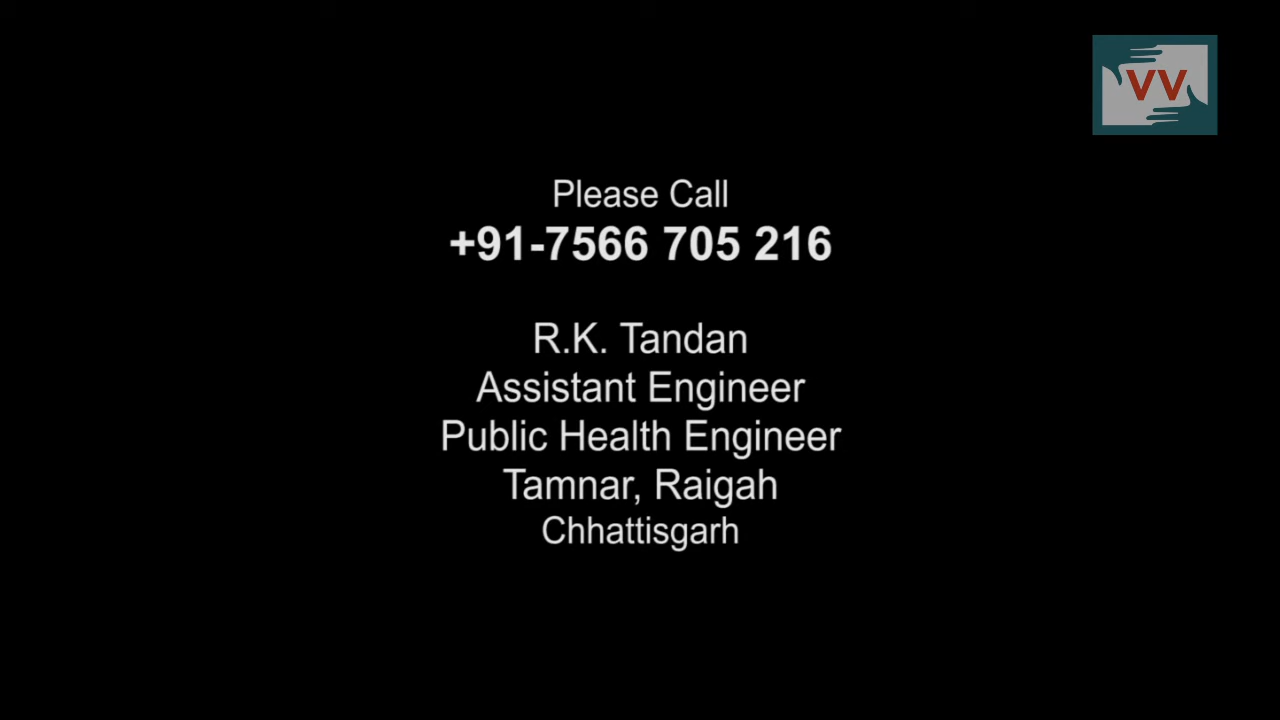 VV
Please Call
+91-7566 705 216
R.K. Tandan
Assistant Engineer
Public Health Engineer
Tamnar, Raigah
Chhattisgarh